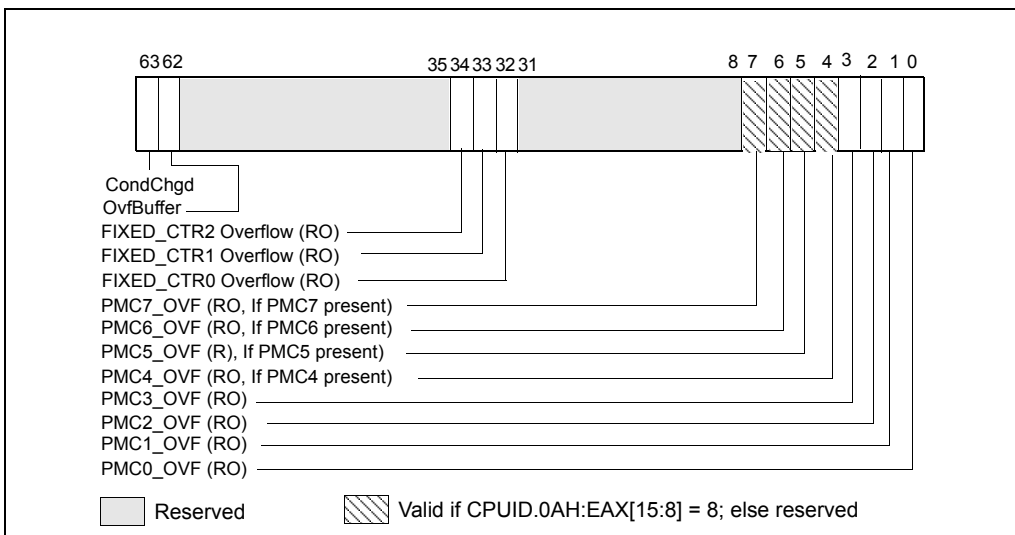 63 62 35 34 33 32 31 8 7 6 5 4 3 2 1 0
CondChgd
OvfBuffer
FIXED_CTR2 Overflow (RO)
FIXED_CTR1 Overflow (RO)
FIXED_CTR0 Overflow (RO)
PMC7_OVF (RO, If PMC7 present)
PMC6_OVF (RO, If PMC6 present)
PMC5_OVF (R), If PMC5 present)
PMC4_OVF (RO, If PMC4 present)
PMC3_OVF (RO)
PMC2_OVF (RO)
PMC1_OVF (RO)
PMC0_OVF (RO)
Reserved Valid if CPUID.0AH:EAX[15:8] = 8; else reserved